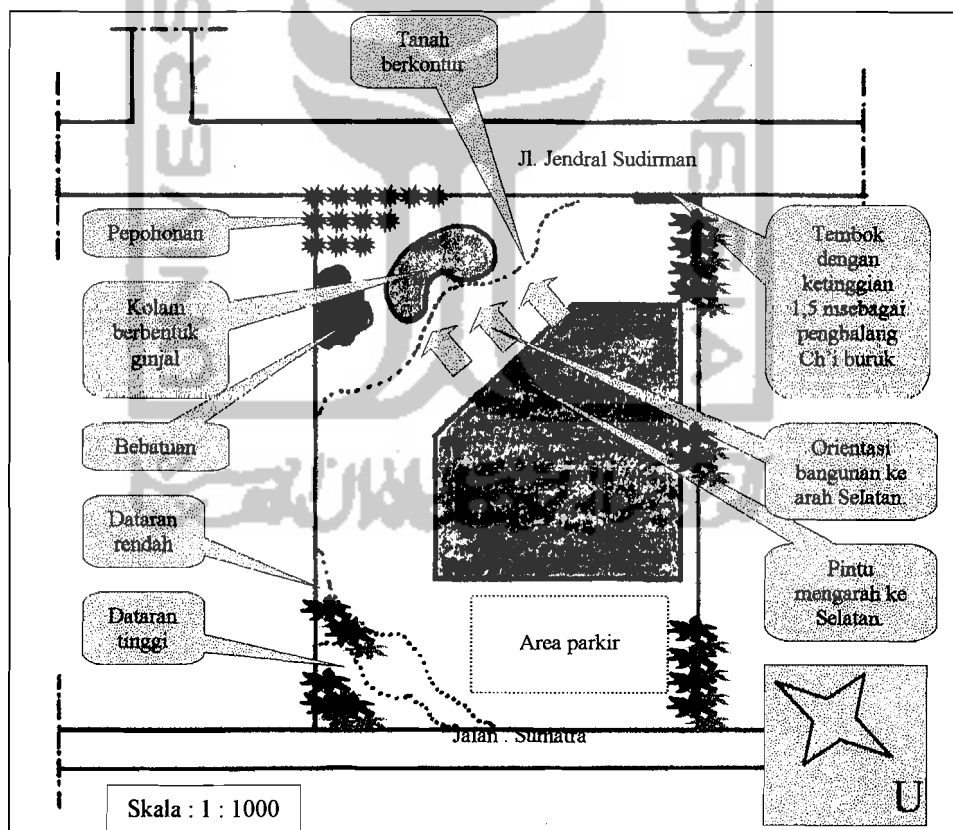 Tanah
berkontur
Jl. Jendral Sudirman
Pepohonan
Kolam
berbentuk
ginjal
Bebatuan
Dataran
rendah
Dataran
tinggi
Tembok
dengan
ketinggian
1,5 msebagai
penghalang
Ch'i buruk
Orientasi
bangunan ke
arah Selatan.
Pintu
mengarah ke
Selatan.
Area parkir
Jalan : Sumatra
U
Skala : 1 : 1000